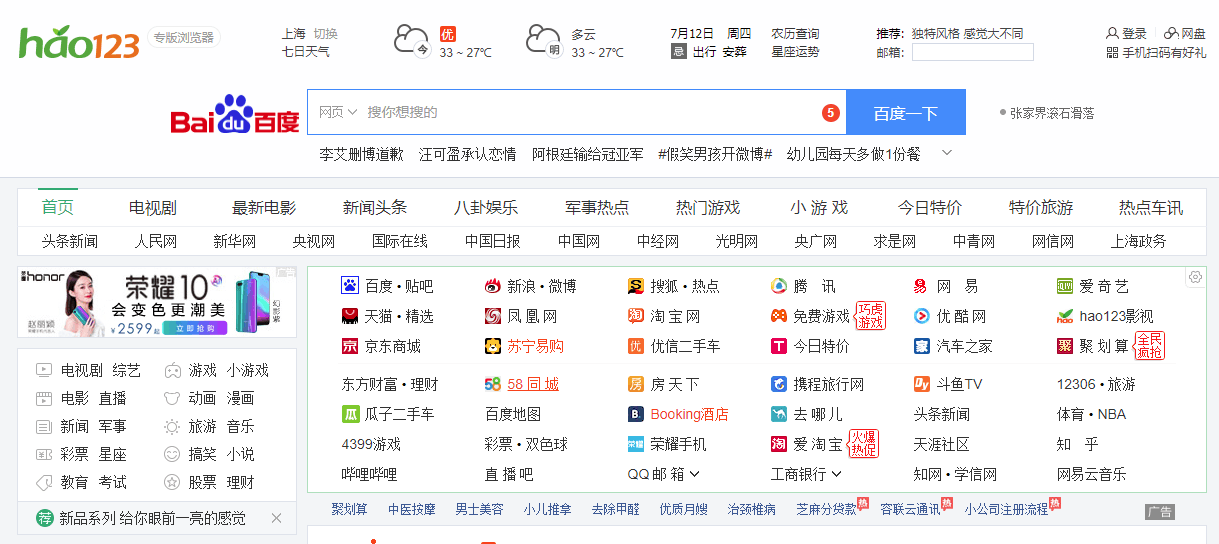 hao123 专版浏览器
上海 切换 优 多云 7月12日 周四 农历查询 推荐: 独特风格 感觉大不同 登录 网盘
七日天气 今 33 ~ 27℃ 明 33 ~ 27℃ 忌 出行 安葬 星座运势 邮箱: 手机扫码有好礼
Bai du 百度 网页 搜你想搜的 5 百度一下 张家界滚石滑落
李艾删博道歉 汪可盈承认恋情 阿根廷输给冠亚军 #假笑男孩开微博# 幼儿园每天多做1份餐
首页 电视剧 最新电影 新闻头条 八卦娱乐 军事热点 热门游戏 小 游 戏 今日特价 特价旅游 热点车讯
头条新闻 人民网 新华网 央视网 国际在线 中国日报 中国网 中经网 光明网 央广网 求是网 中青网 网信网 上海政务
honor 广告
荣耀10
会变色更潮美
赵丽颖
¥2599起 立即抢购
幻影紫
电视剧 综艺 游戏 小游戏
电影 直播 动画 漫画
新闻 军事 旅游 音乐
彩票 星座 搞笑 小说
教育 考试 股票 理财
荐 新品系列 给你眼前一亮的感觉
百度 • 贴吧 新浪 • 微博 搜狐 • 热点 腾 讯 网 易 爱 奇 艺
天猫 • 精选 凤 凰 网 淘 宝 网 免费游戏 巧虎游戏 优 酷 网 hao123影视
京东商城 苏宁易购 优信二手车 今日特价 汽车之家 聚 划 算 全民疯抢
东方财富 • 理财 58 同 城 房 天 下 携程旅行网 斗鱼TV 12306 • 旅游
瓜子二手车 百度地图 Booking酒店 去 哪 儿 头条新闻 体育 • NBA
4399游戏 彩票 • 双色球 荣耀手机 爱 淘 宝 火爆热促 天涯社区 知 乎
哔哩哔哩 直 播 吧 QQ 邮 箱 工商银行 知网 • 学信网 网易云音乐
聚划算 中医按摩 男士美容 小儿推拿 去除甲醛 优质月嫂 治颈椎病 芝麻分贷款 热 容联云通讯 热 小公司注册流程 热 广告